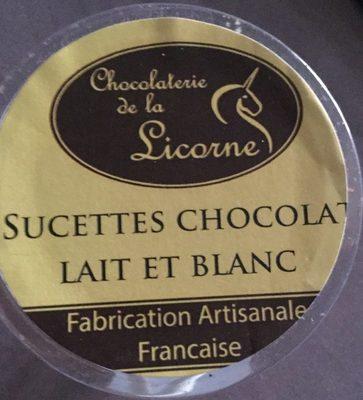 Chocolaterie
de la
Licorne
SUCETTES CHOCOLAT
LAIT ET BLANC
Fabrication Artisanale
Francaise